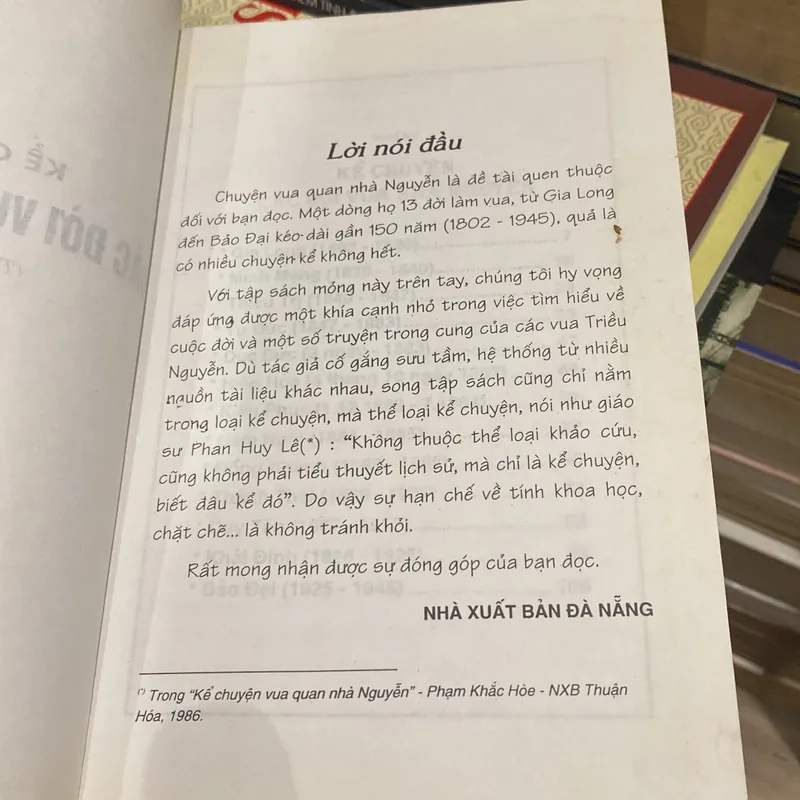 Lời nói đầu
Chuyện vua quan nhà Nguyễn là đề tài quen thuộc
đối với bạn đọc. Một dòng họ 13 đời làm vua, từ Gia Long
đến Bảo Đại kéo dài gần 150 năm (1802 - 1945), quả là
có nhiều chuyện kể không hết.
Với tập sách mỏng này trên tay, chúng tôi hy vọng
đáp ứng được một khía cạnh nhỏ trong việc tìm hiểu về
cuộc đời và một số truyện trong cung của các vua Triều
Nguyễn. Dù tác giả cố gắng sưu tầm, hệ thống từ nhiều
nguồn tài liệu khác nhau, song tập sách cũng chỉ nằm
trong loại kể chuyện, mà thể loại kể chuyện, nói như giáo
sư Phan Huy Lê(*) : “Không thuộc thể loại khảo cứu,
cũng không phải tiểu thuyết lịch sử, mà chỉ là kể chuyện,
biết đâu kể đó”. Do vậy sự hạn chế về tính khoa học,
chặt chẽ... là không tránh khỏi.
Rất mong nhận được sự đóng góp của bạn đọc.
NHÀ XUẤT BẢN ĐÀ NẴNG
(*) Trong “Kể chuyện vua quan nhà Nguyễn” - Phạm Khắc Hòe - NXB Thuận
Hóa, 1986.